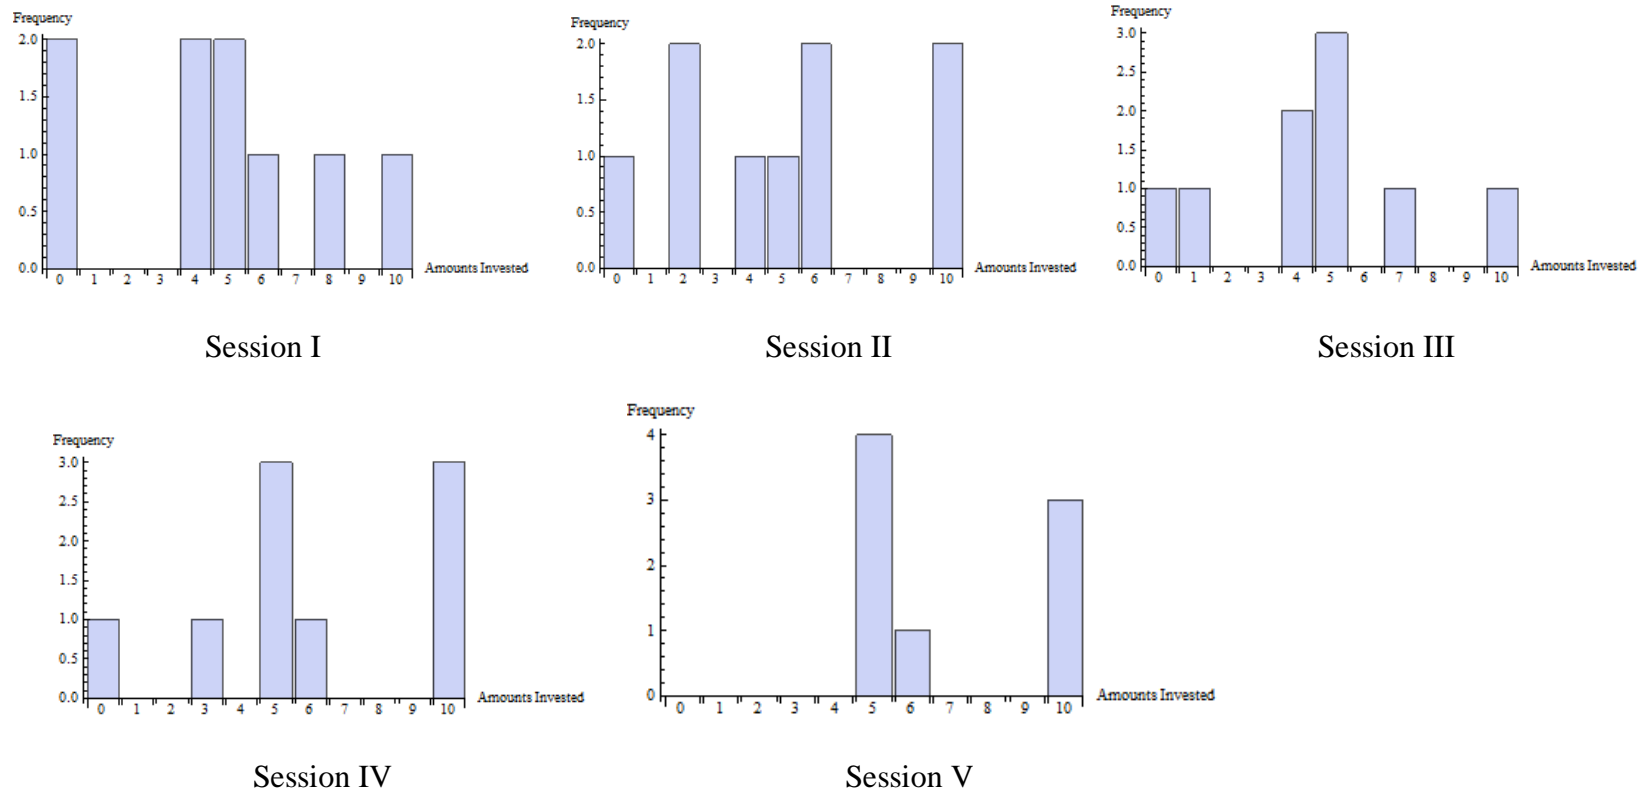 Frequency
2.0
1.5
1.0
0.5
0.0
0 1 2 3 4 5 6 7 8 9 10
Amounts Invested
Session I
Frequency
2.0
1.5
1.0
0.5
0.0
0 1 2 3 4 5 6 7 8 9 10
Amounts Invested
Session II
Frequency
3.0
2.5
2.0
1.5
1.0
0.5
0.0
0 1 2 3 4 5 6 7 8 9 10
Amounts Invested
Session III
Frequency
3.0
2.5
2.0
1.5
1.0
0.5
0.0
0 1 2 3 4 5 6 7 8 9 10
Amounts Invested
Session IV
Frequency
4
3
2
1
0
0 1 2 3 4 5 6 7 8 9 10
Amounts Invested
Session V